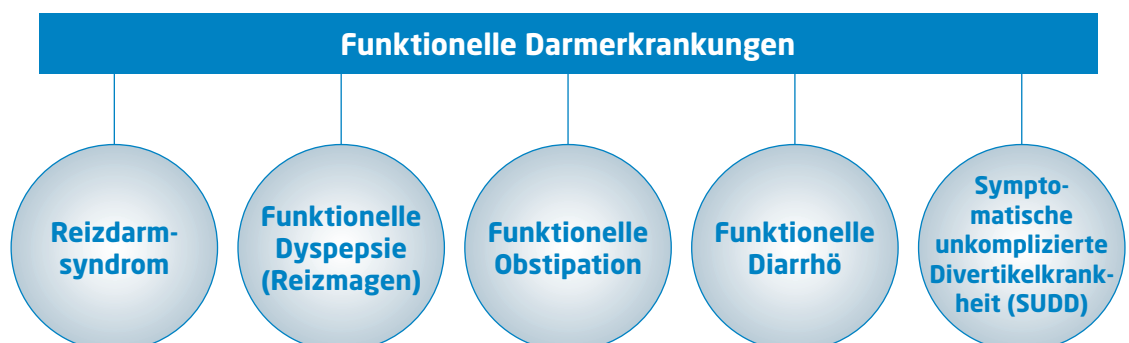 Funktionelle Darmerkrankungen
Reizdarm-
syndrom
Funktionelle
Dyspepsie
(Reizmagen)
Funktionelle
Obstipation
Funktionelle
Diarrhö
Sympto-
matische
unkomplizierte
Divertikelkrank-
heit (SUDD)